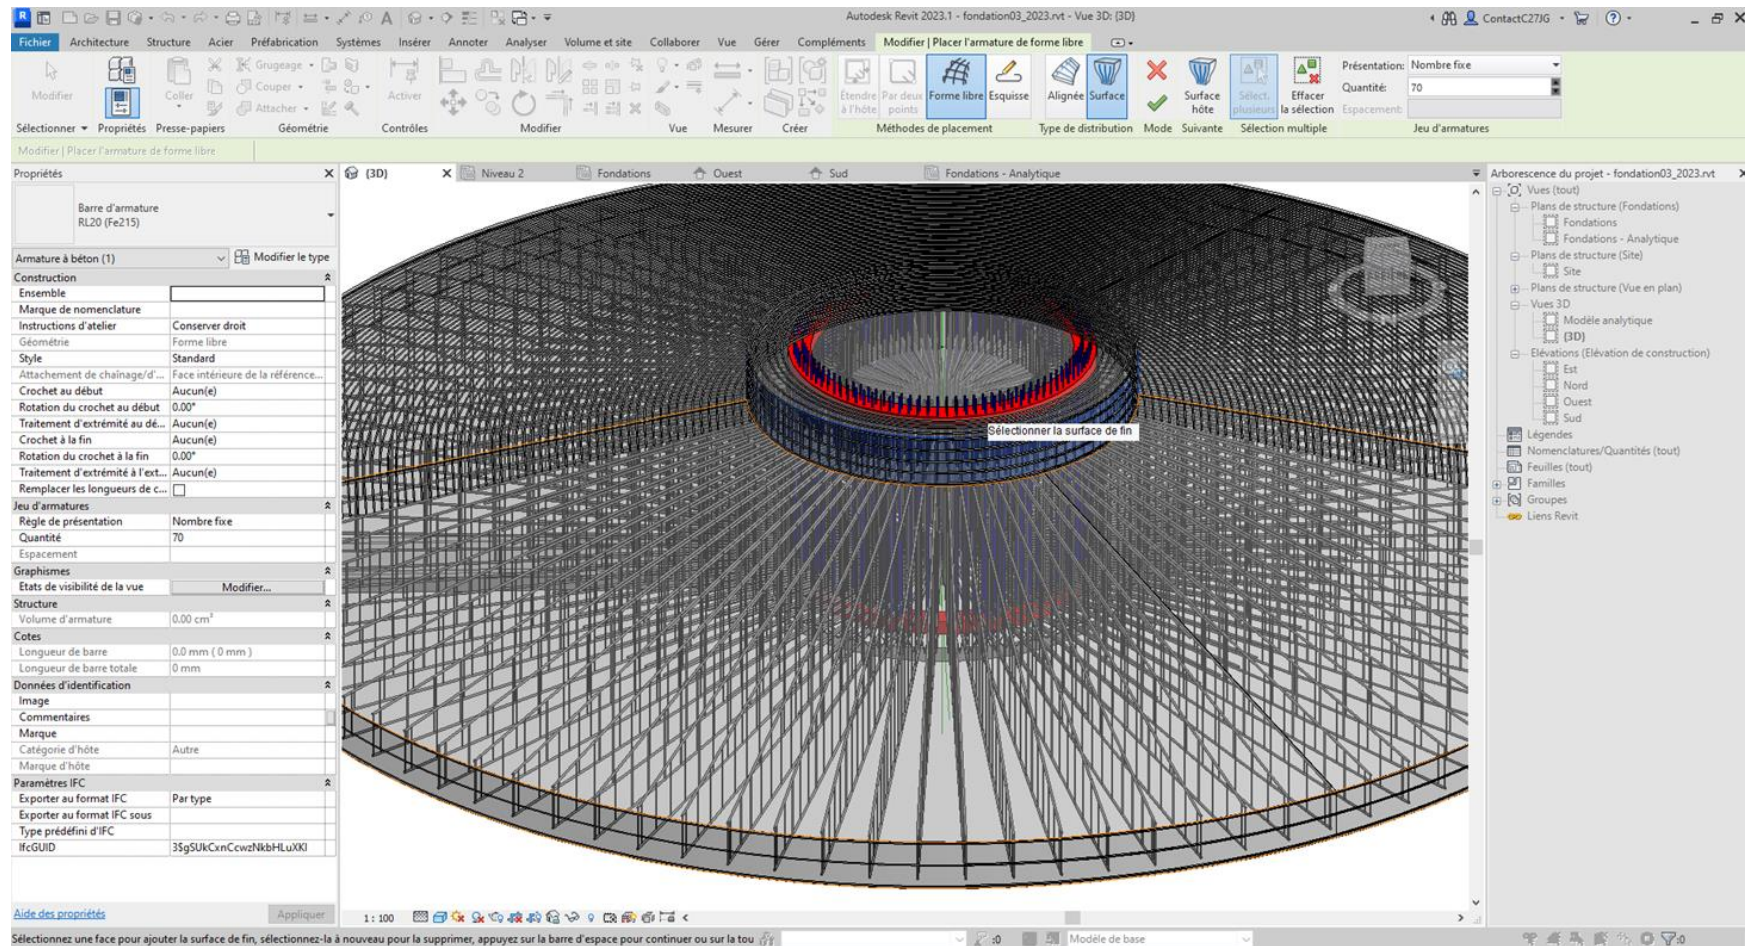 Autodesk Revit 2023.1 - fondation03_2023.rvt - Vue 3D: {3D}
ContactC27JG
Fichier Architecture Structure Acier Préfabrication Systèmes Insérer Annoter Analyser Volume et site Collaborer Vue Gérer Compléments Modifier | Placer l'armature de forme libre
Modifier
Coller
Grugeage
Couper
Attacher
Activer
Etendre à l'hôte
Par deux points
Forme libre
Esquisse
Alignée
Surface
Surface hôte
Sélect. plusieurs
Effacer la sélection
Présentation: Nombre fixe
Quantité: 70
Espacement:
Sélectionner Propriétés Presse-papiers Géométrie Contrôles Modifier Vue Mesurer Créer Méthodes de placement Type de distribution Mode Suivante Sélection multiple Jeu d'armatures
Modifier | Placer l'armature de forme libre
Propriétés
{3D} Niveau 2 Fondations Ouest Sud Fondations - Analytique
Barre d'armature
RL20 (Fe215)
Armature à béton (1) Modifier le type
Construction
Ensemble
Marque de nomenclature
Instructions d'atelier Conserver droit
Géométrie Forme libre
Style Standard
Attachement de chaînage/d'... Face intérieure de la référence...
Crochet au début Aucun(e)
Rotation du crochet au début 0.00°
Traitement d'extrémité au dé... Aucun(e)
Crochet à la fin Aucun(e)
Rotation du crochet à la fin 0.00°
Traitement d'extrémité à l'ext... Aucun(e)
Remplacer les longueurs de c...
Jeu d'armatures
Règle de présentation Nombre fixe
Quantité 70
Espacement
Graphismes
Etats de visibilité de la vue Modifier...
Structure
Volume d'armature 0.00 cm³
Cotes
Longueur de barre 0.0 mm ( 0 mm )
Longueur de barre totale 0 mm
Données d'identification
Image
Commentaires
Marque
Catégorie d'hôte Autre
Marque d'hôte
Paramètres IFC
Exporter au format IFC Par type
Exporter au format IFC sous
Type prédéfini d'IFC
IfcGUID 3$gSUkCxnCcwzNkbHLuXKl
Aide des propriétés Appliquer
Sélectionner la surface de fin
Arborescence du projet - fondation03_2023.rvt
Vues (tout)
Plans de structure (Fondations)
Fondations
Fondations - Analytique
Plans de structure (Site)
Site
Plans de structure (Vue en plan)
Vues 3D
Modèle analytique
{3D}
Elévations (Elévation de construction)
Est
Nord
Ouest
Sud
Légendes
Nomenclatures/Quantités (tout)
Feuilles (tout)
Familles
Groupes
Liens Revit
1 : 100
Sélectionnez une face pour ajouter la surface de fin, sélectionnez-la à nouveau pour la supprimer, appuyez sur la barre d'espace pour continuer ou sur la tou
:0 Modèle de base :0